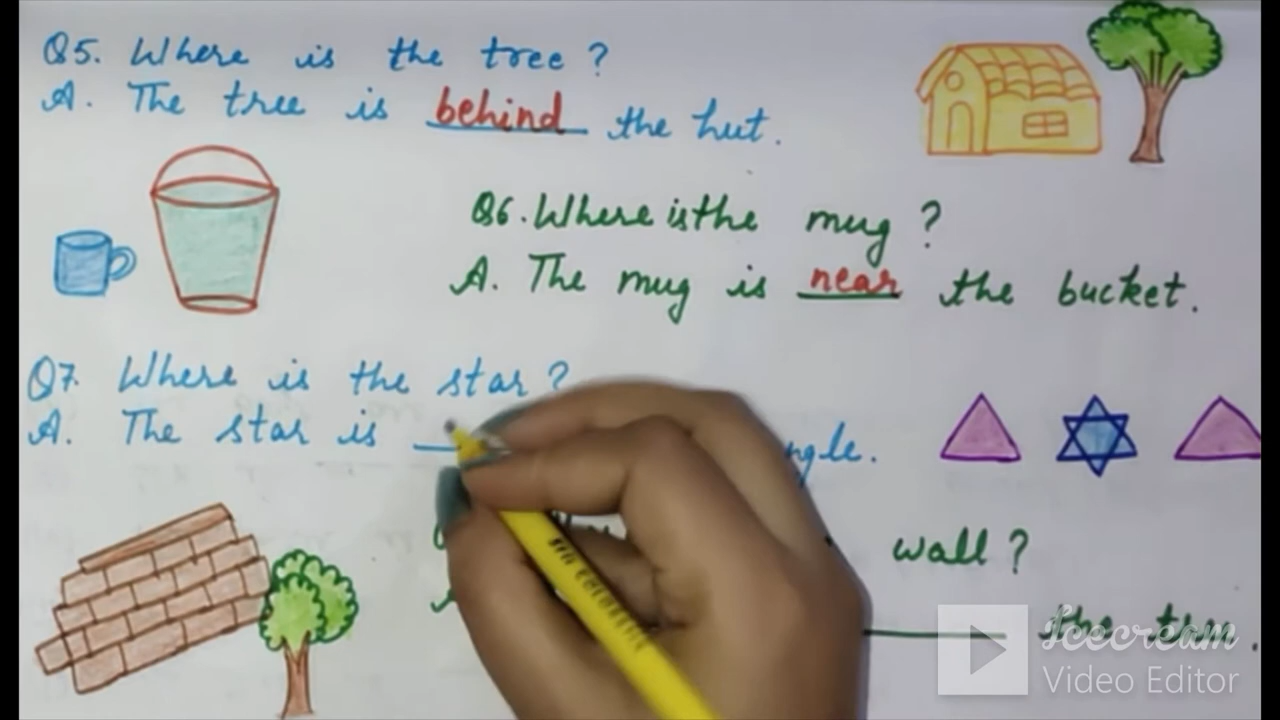 Q5. Where is the tree?
A. The tree is behind the hut.
Q6. Where is the mug?
A. The mug is near the bucket.
Q7. Where is the star?
A. The star is
wall?
the
Icecream
Video Editor